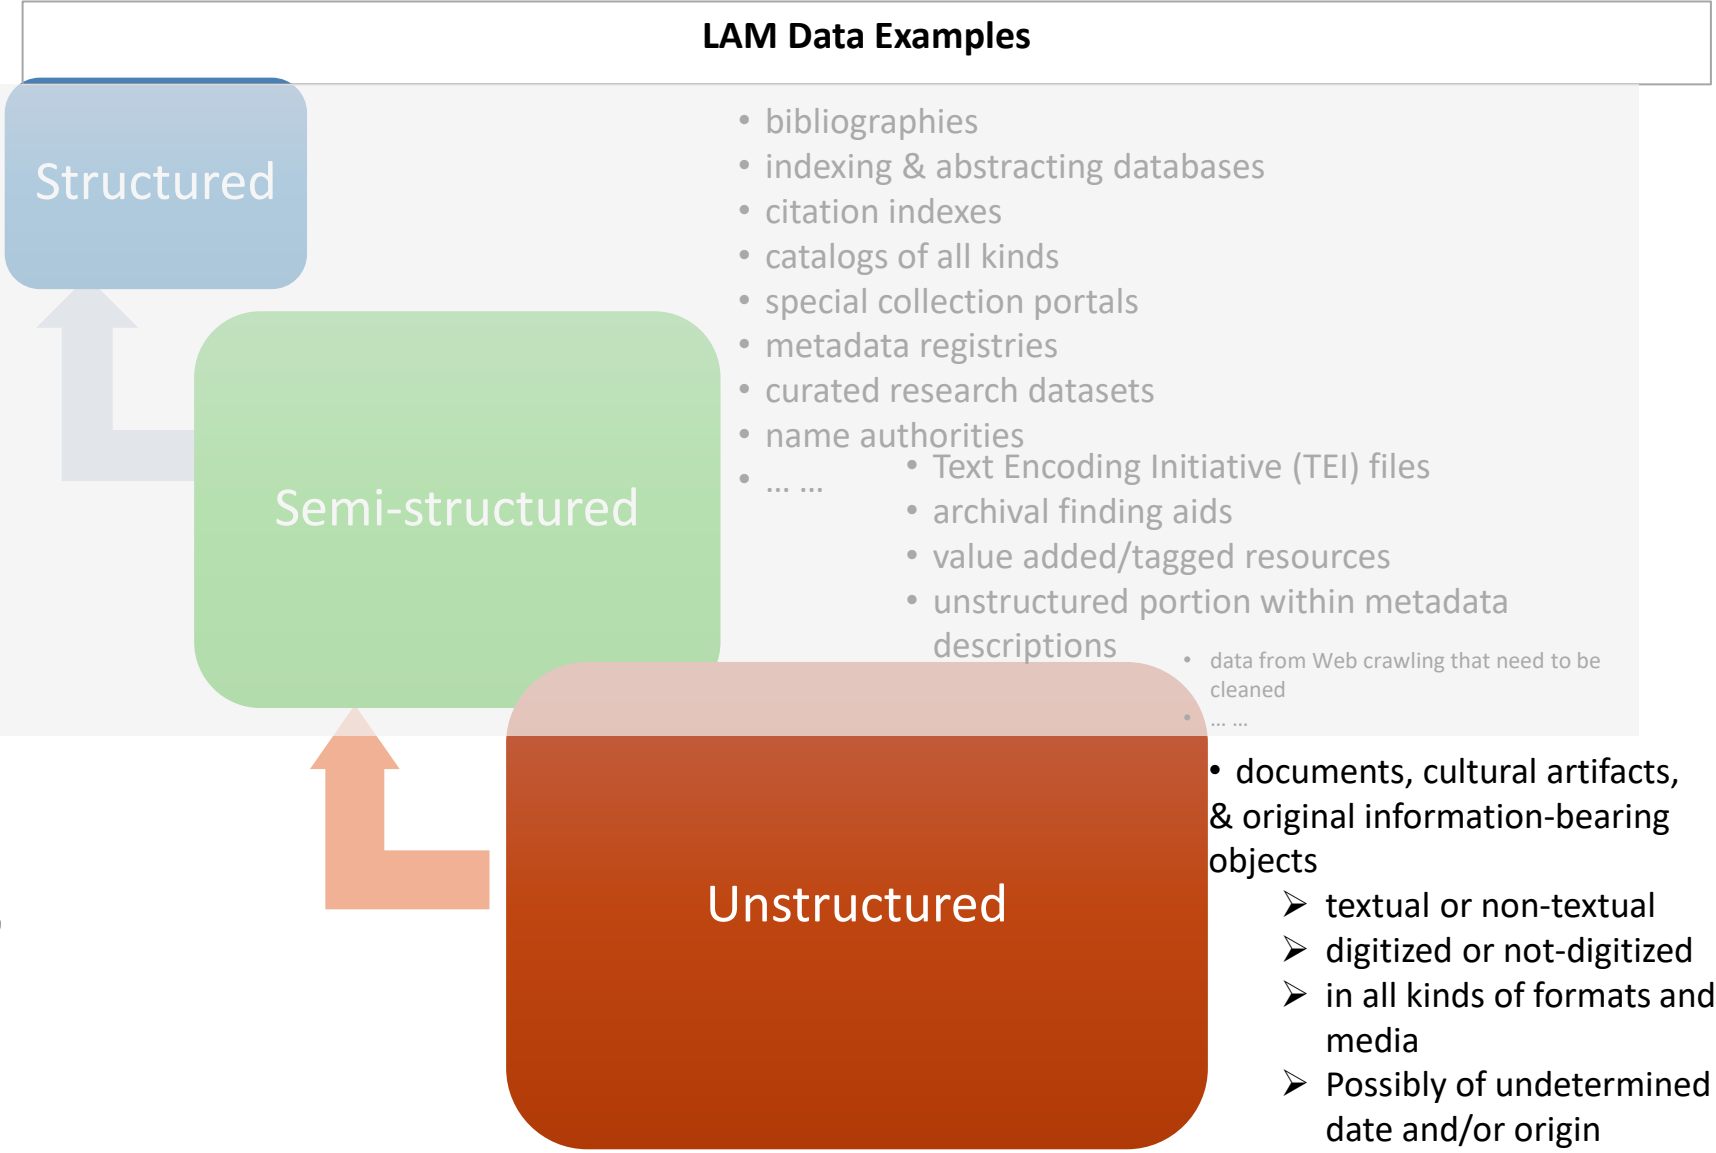 LAM Data Examples
Structured
• bibliographies
• indexing & abstracting databases
• citation indexes
• catalogs of all kinds
• special collection portals
• metadata registries
• curated research datasets
• name authorities
• ... ...
Semi-structured
• Text Encoding Initiative (TEI) files
• archival finding aids
• value added/tagged resources
• unstructured portion within metadata
descriptions
• data from Web crawling that need to be
cleaned
• ... ...
Unstructured
• documents, cultural artifacts,
& original information-bearing
objects
➢ textual or non-textual
➢ digitized or not-digitized
➢ in all kinds of formats and
media
➢ Possibly of undetermined
date and/or origin